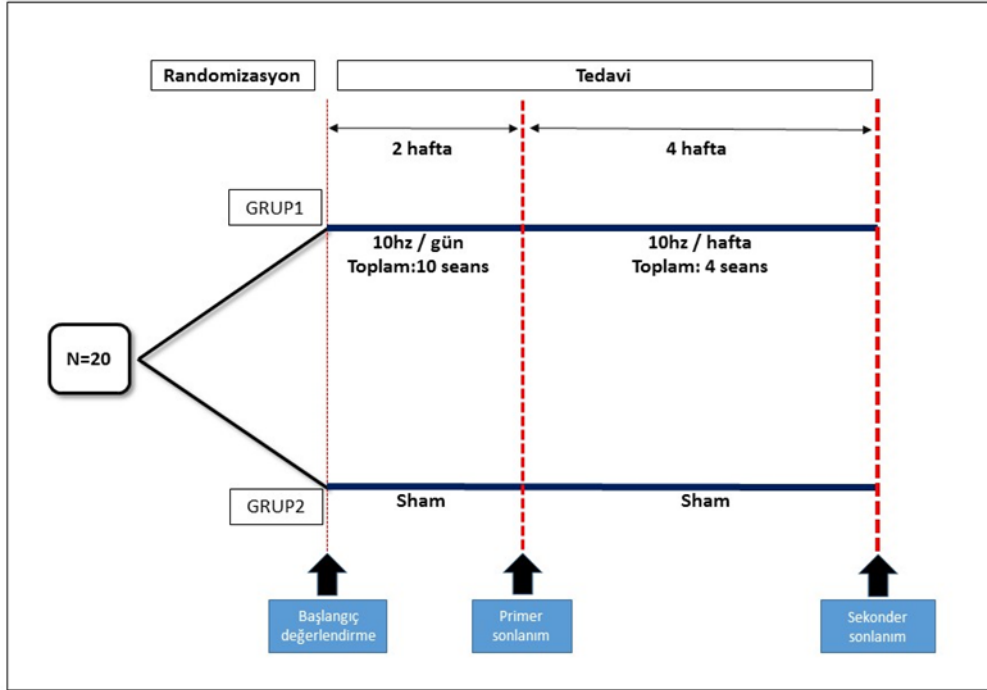 Randomizasyon
Tedavi
2 hafta
4 hafta
GRUP1
10hz / gün
Toplam:10 seans
10hz / hafta
Toplam: 4 seans
N=20
GRUP2
Sham
Sham
Başlangıç
değerlendirme
Primer
sonlanım
Sekonder
sonlanım